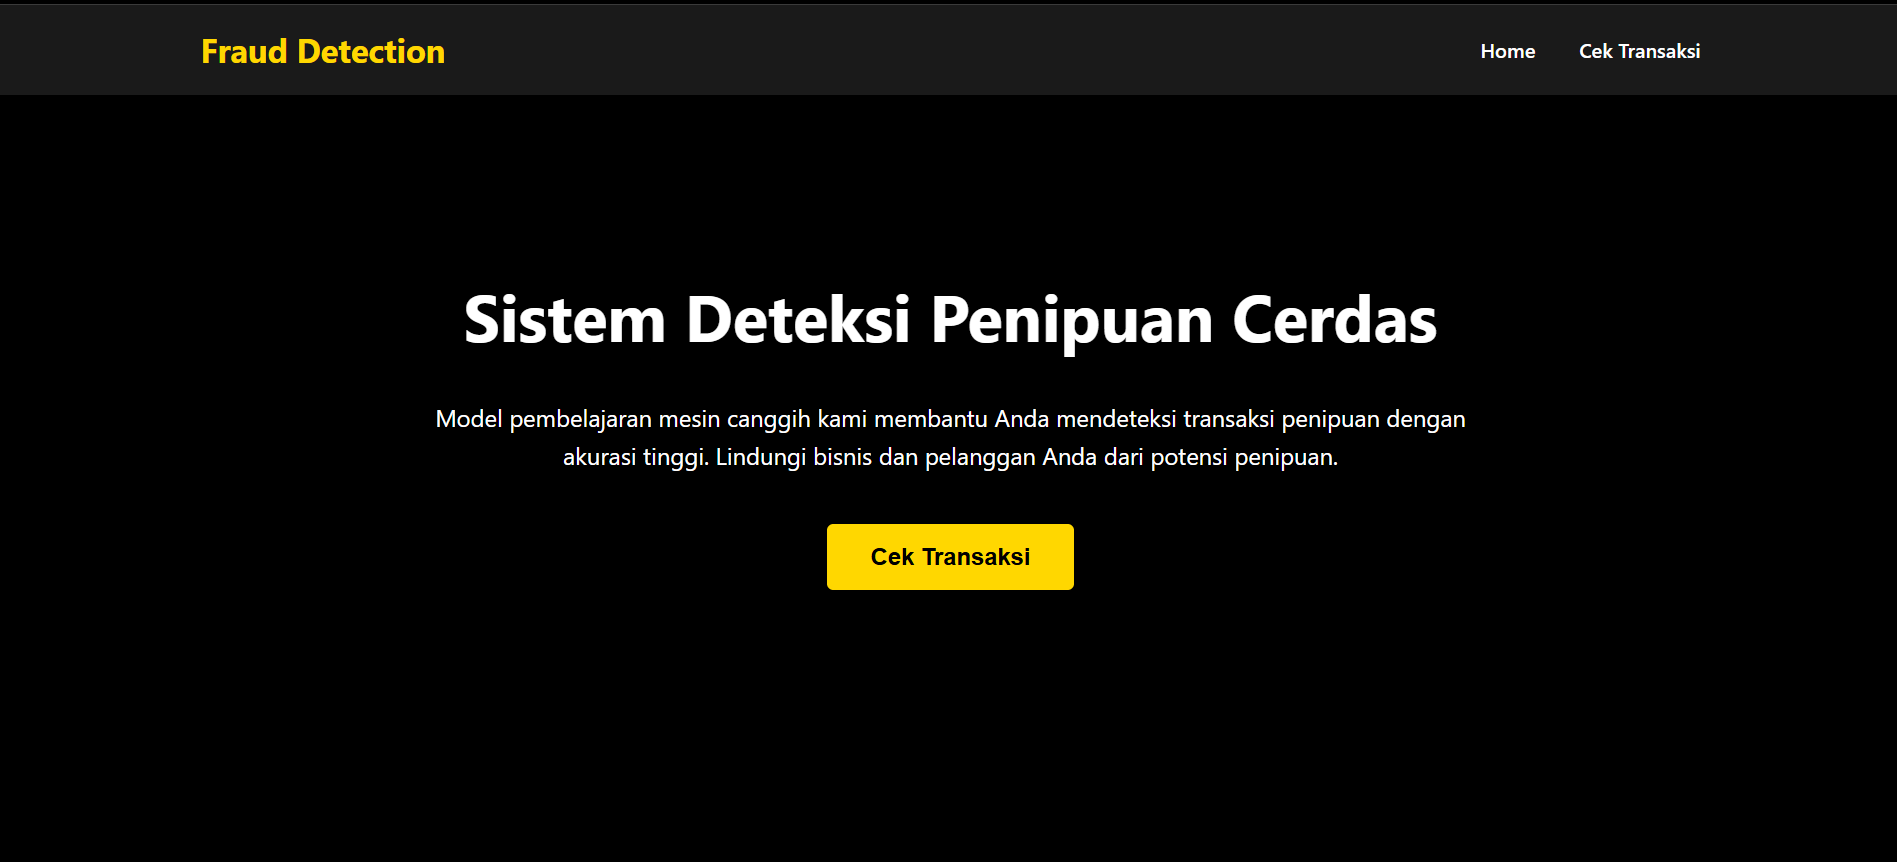 Fraud Detection
Home
Cek Transaksi
Sistem Deteksi Penipuan Cerdas
Model pembelajaran mesin canggih kami membantu Anda mendeteksi transaksi penipuan dengan
akurasi tinggi. Lindungi bisnis dan pelanggan Anda dari potensi penipuan.
Cek Transaksi